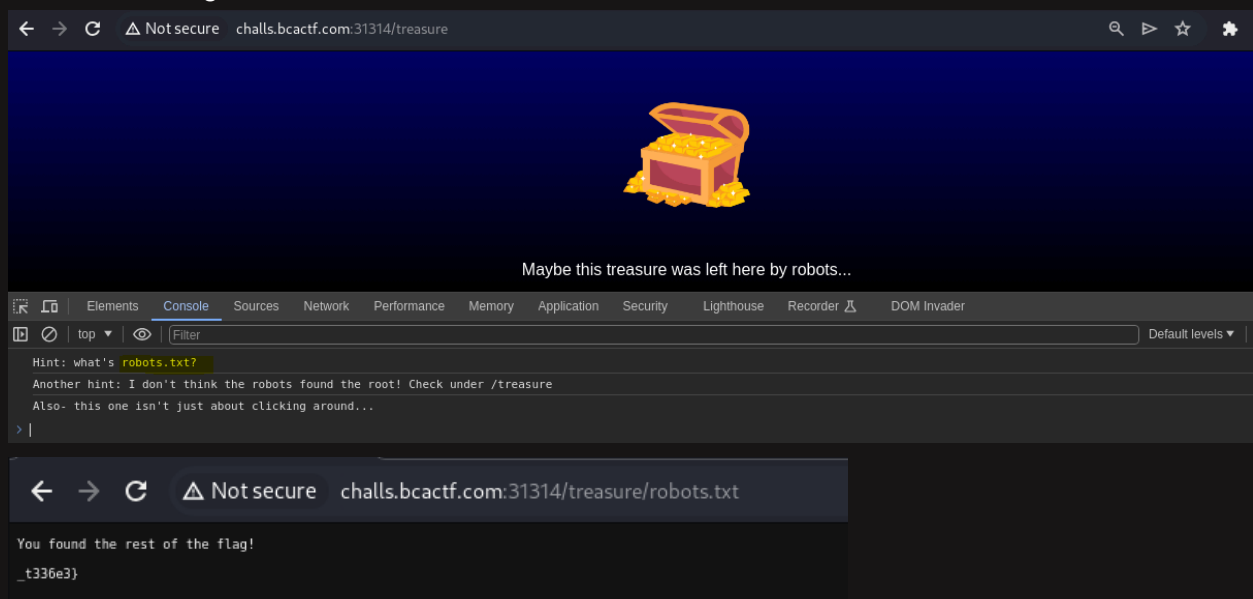 Not secure challs.bcactf.com:31314/treasure
Maybe this treasure was left here by robots...
Elements Console Sources Network Performance Memory Application Security Lighthouse Recorder DOM Invader
top Filter Default levels
Hint: what's robots.txt?
Another hint: I don't think the robots found the root! Check under /treasure
Also- this one isn't just about clicking around...
Not secure challs.bcactf.com:31314/treasure/robots.txt
You found the rest of the flag!
_t336e3}